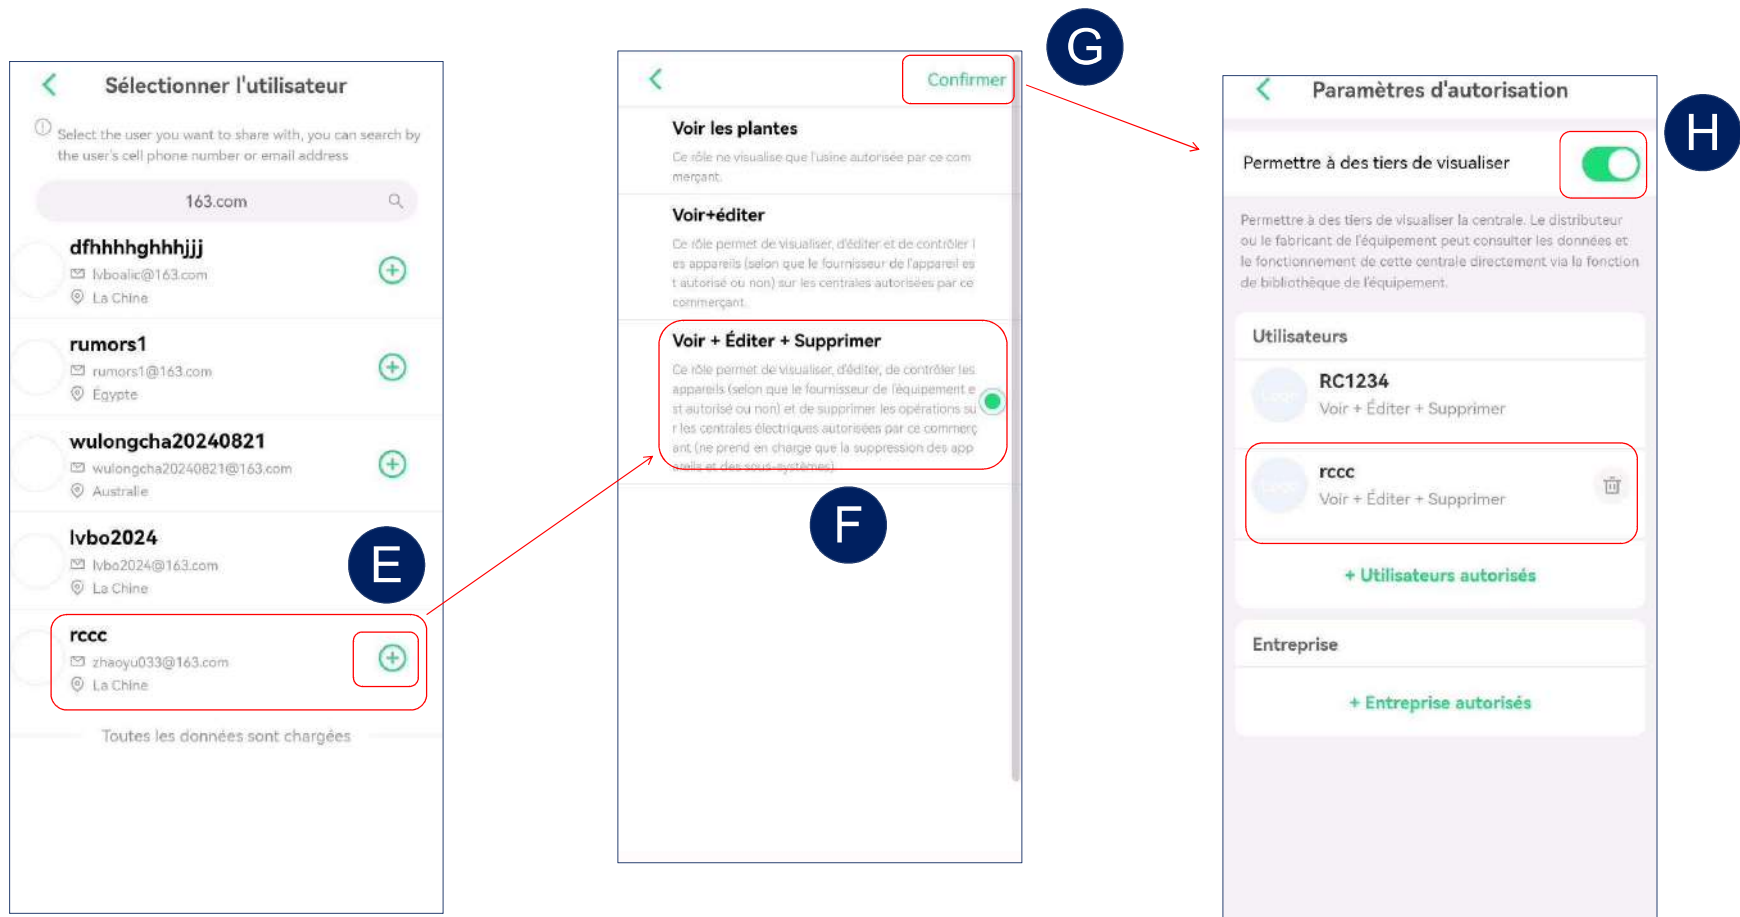 Sélectionner l'utilisateur
Select the user you want to share with, you can search by
the user's cell phone number or email address
163.com
dfhhhhghhhjjj
lvboalic@163.com
La Chine
rumors1
rumors1@163.com
Égypte
wulongcha20240821
wulongcha20240821@163.com
Australie
lvbo2024
lvbo2024@163.com
La Chine
E
rccc
zhaoyu033@163.com
La Chine
Toutes les données sont chargées
Confirmer
G
Voir les plantes
Ce rôle ne visualise que l'usine autorisée par ce com
merçant.
Voir+éditer
Ce rôle permet de visualiser, d'éditer et de contrôler l
es appareils (selon que le fournisseur de l'appareil es
t autorisé ou non) sur les centrales autorisées par ce
commerçant.
Voir + Éditer + Supprimer
Ce rôle permet de visualiser, d'éditer, de contrôler les
appareils (selon que le fournisseur de l'équipement e
st autorisé ou non) et de supprimer les opérations su
r les centrales électriques autorisées par ce commerç
ant (ne prend en charge que la suppression des app
areils et des sous-systèmes)
F
Paramètres d'autorisation
H
Permettre à des tiers de visualiser
Permettre à des tiers de visualiser la centrale. Le distributeur
ou le fabricant de l'équipement peut consulter les données et
le fonctionnement de cette centrale directement via la fonction
de bibliothèque de l'équipement.
Utilisateurs
Logo
RC1234
Voir + Éditer + Supprimer
Logo
rccc
Voir + Éditer + Supprimer
+ Utilisateurs autorisés
Entreprise
+ Entreprise autorisés